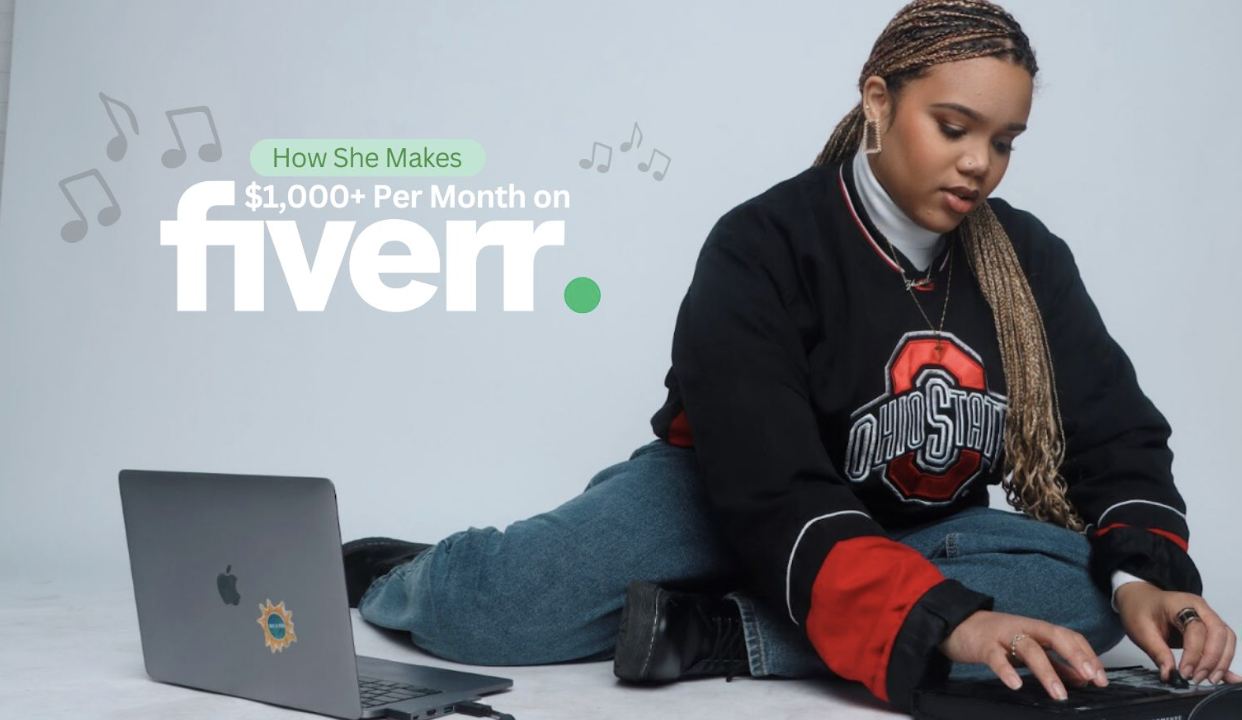 How She Makes
$1,000+ Per Month on
fiverr.
OHIO STATE